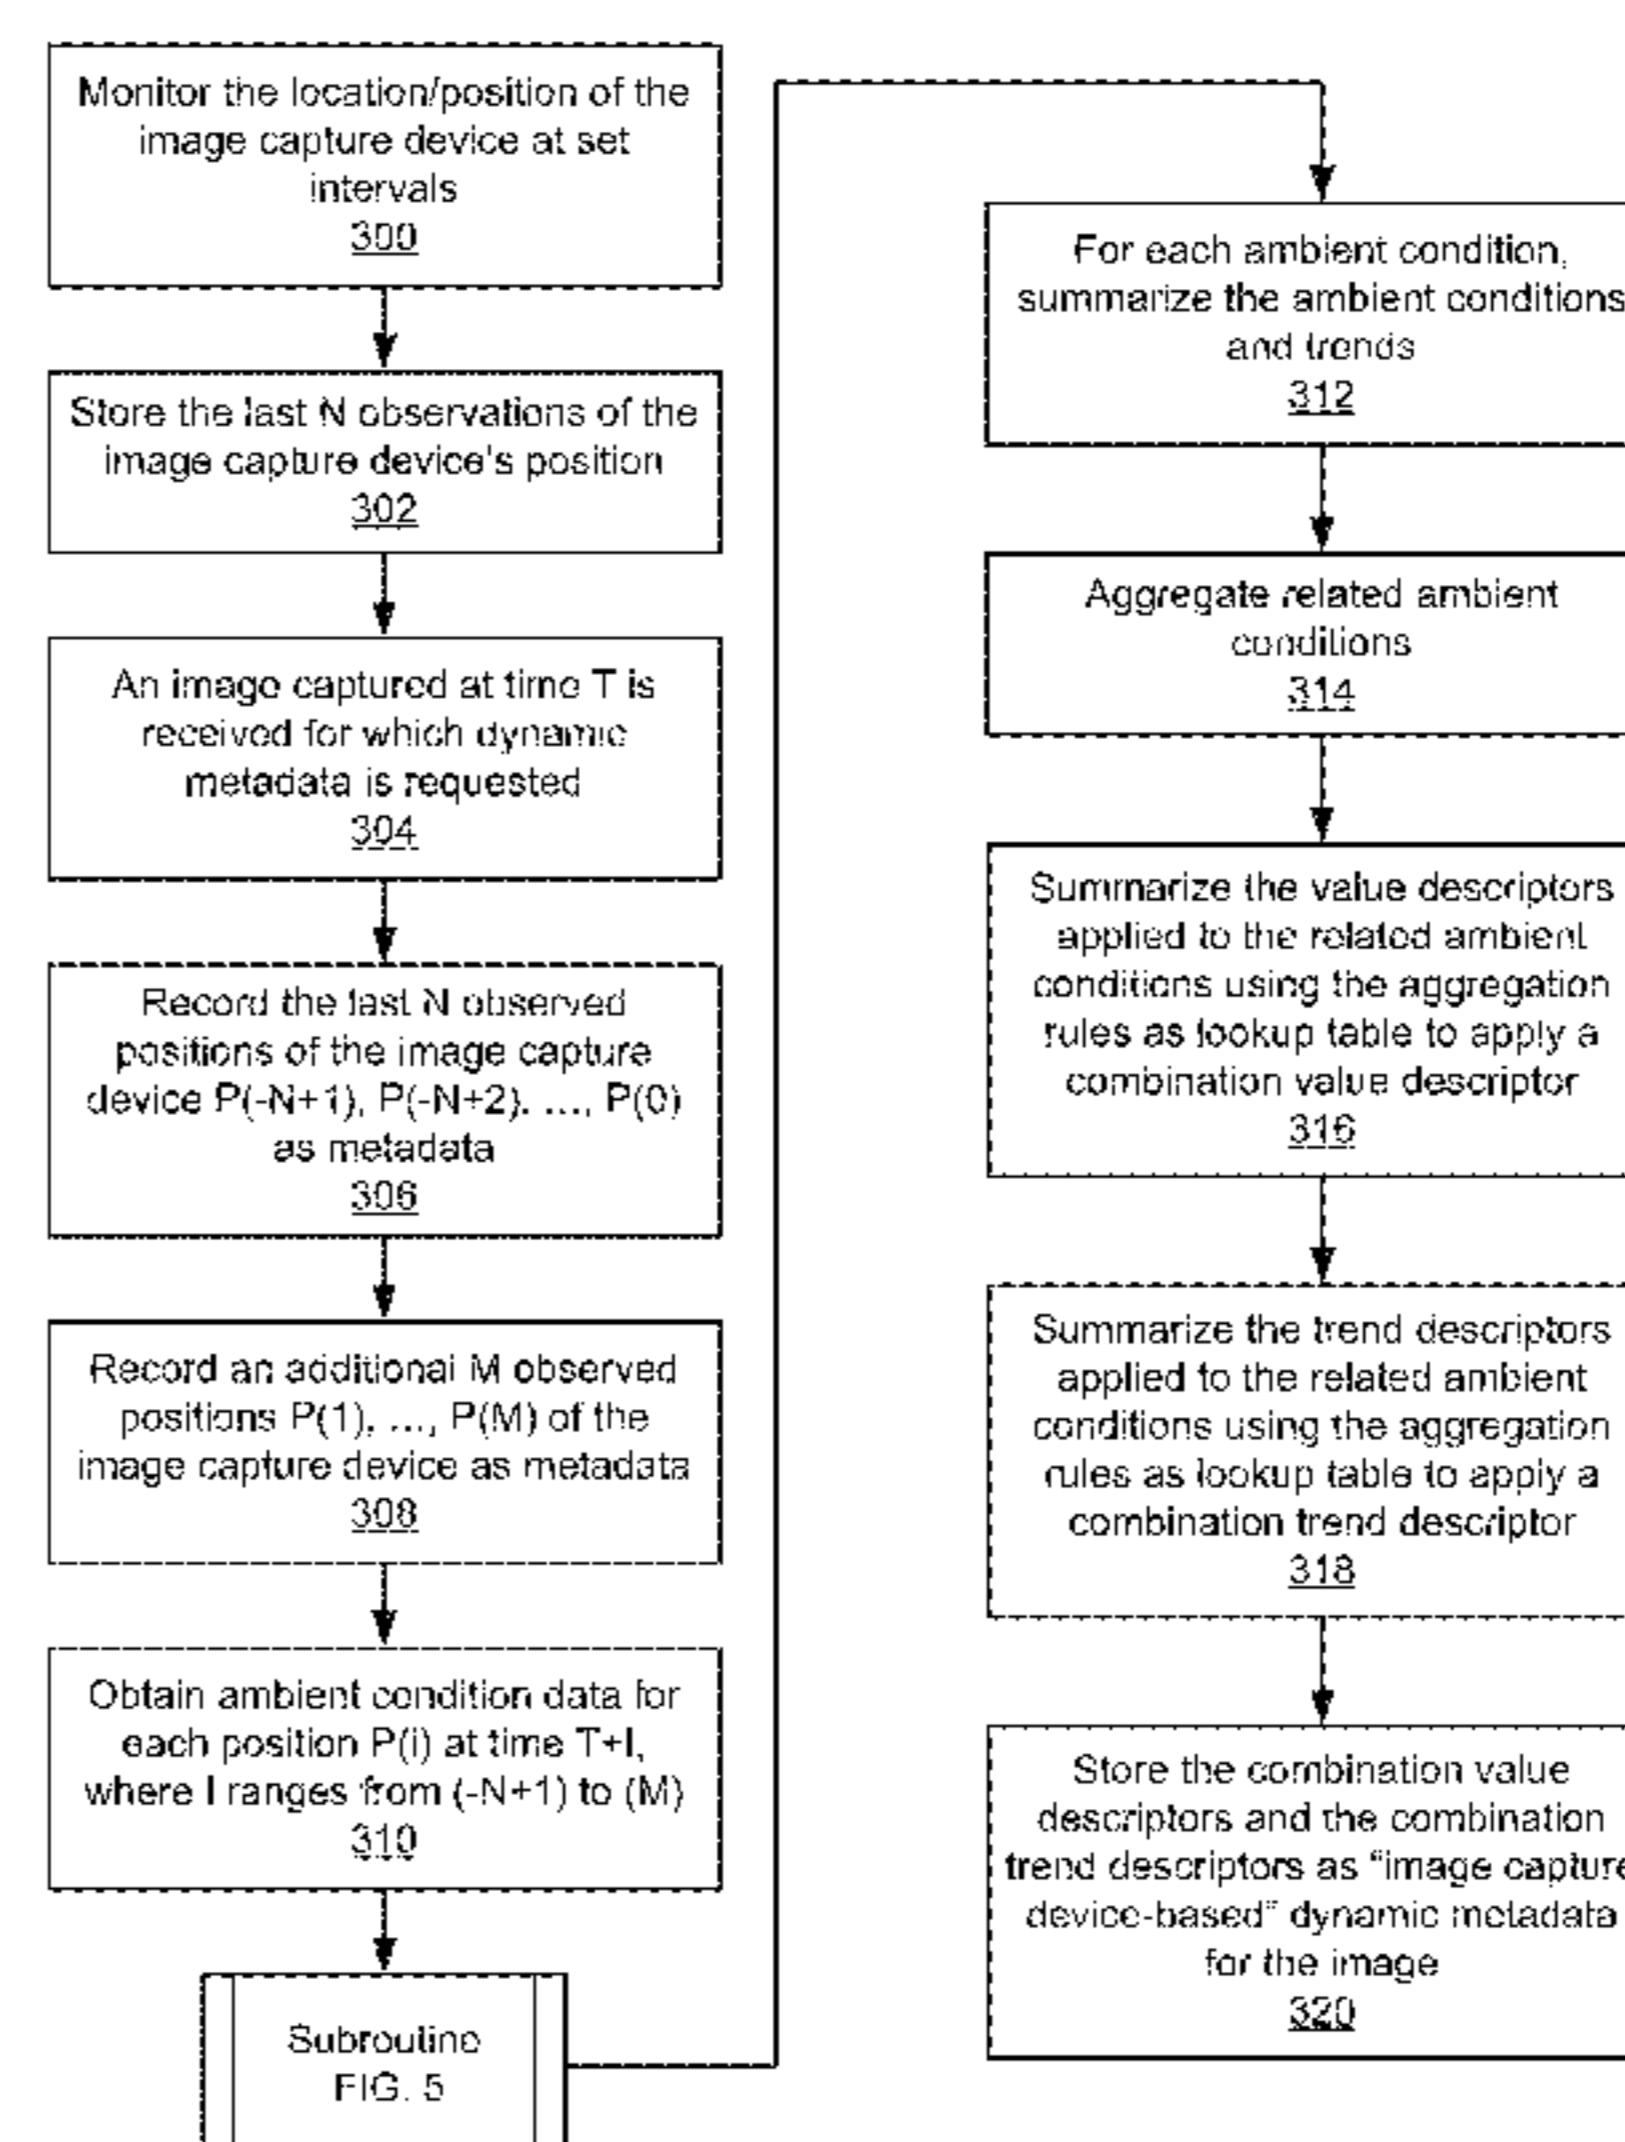 Monitor the location/position of the
image capture device at set
intervals
300
Store the last N observations of the
image capture device's position
302
An image captured at time T is
received for which dynamic
metadata is requested
304
Record the last N observed
positions of the image capture
device P(-N+1), P(-N+2), ..., P(0)
as metadata
306
Record an additional M observed
positions P(1), ..., P(M) of the
image capture device as metadata
308
Obtain ambient condition data for
each position P(i) at time T+I,
where I ranges from (-N+1) to (M)
310
Subroutine
FIG. 5
For each ambient condition,
summarize the ambient conditions
and trends
312
Aggregate related ambient
conditions
314
Summarize the value descriptors
applied to the related ambient
conditions using the aggregation
rules as lookup table to apply a
combination value descriptor
316
Summarize the trend descriptors
applied to the related ambient
conditions using the aggregation
rules as lookup table to apply a
combination trend descriptor
318
Store the combination value
descriptors and the combination
trend descriptors as "image capture
device-based" dynamic metadata
for the image
320